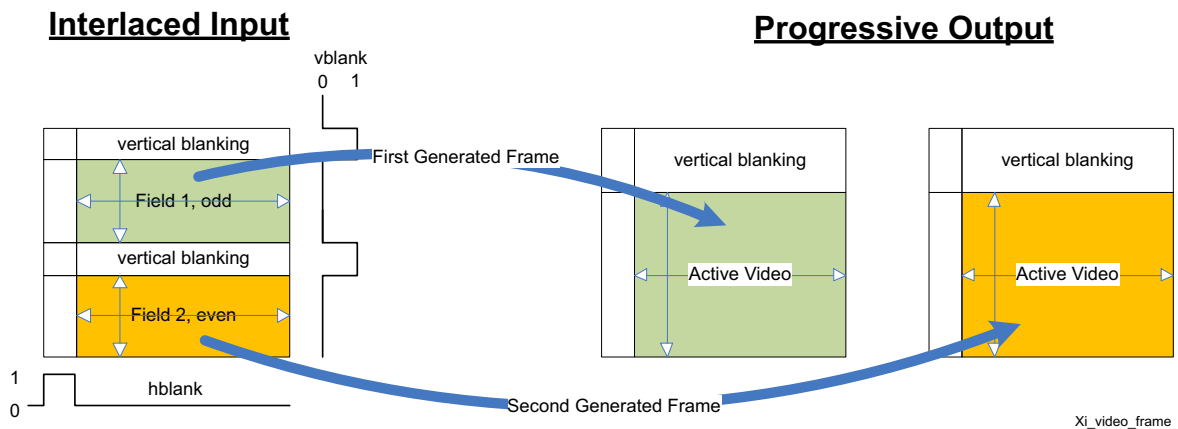 Interlaced Input
Progressive Output
vblank
0 1
vertical blanking
First Generated Frame
vertical blanking
vertical blanking
Field 1, odd
vertical blanking
Active Video
Active Video
Field 2, even
1
0
hblank
Second Generated Frame
Xi_video_frame